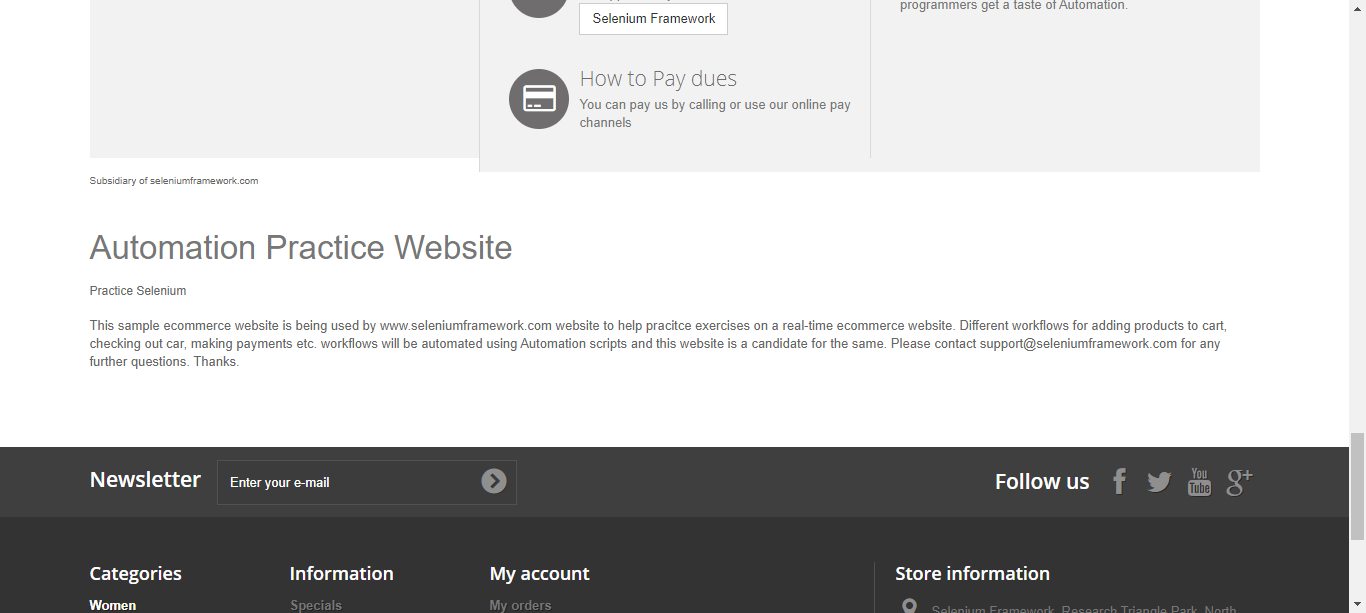 programmers get a taste of Automation.
Selenium Framework
How to Pay dues
You can pay us by calling or use our online pay
channels
Subsidiary of seleniumframework.com
Automation Practice Website
Practice Selenium
This sample ecommerce website is being used by www.seleniumframework.com website to help pracitce exercises on a real-time ecommerce website. Different workflows for adding products to cart,
checking out car, making payments etc. workflows will be automated using Automation scripts and this website is a candidate for the same. Please contact support@seleniumframework.com for any
further questions. Thanks.
Newsletter
Enter your e-mail
Follow us
You
Tube
g+
Categories
Information
My account
Store information
Women
Specials
My orders
Selenium Framework, Research Triangle Park, North